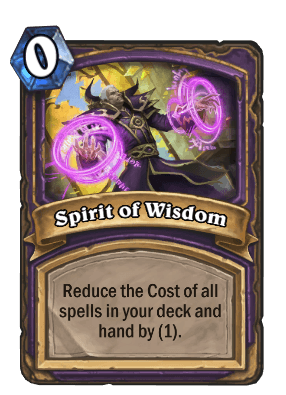 0
Spirit of Wisdom
Reduce the Cost of all
spells in your deck and
hand by (1).